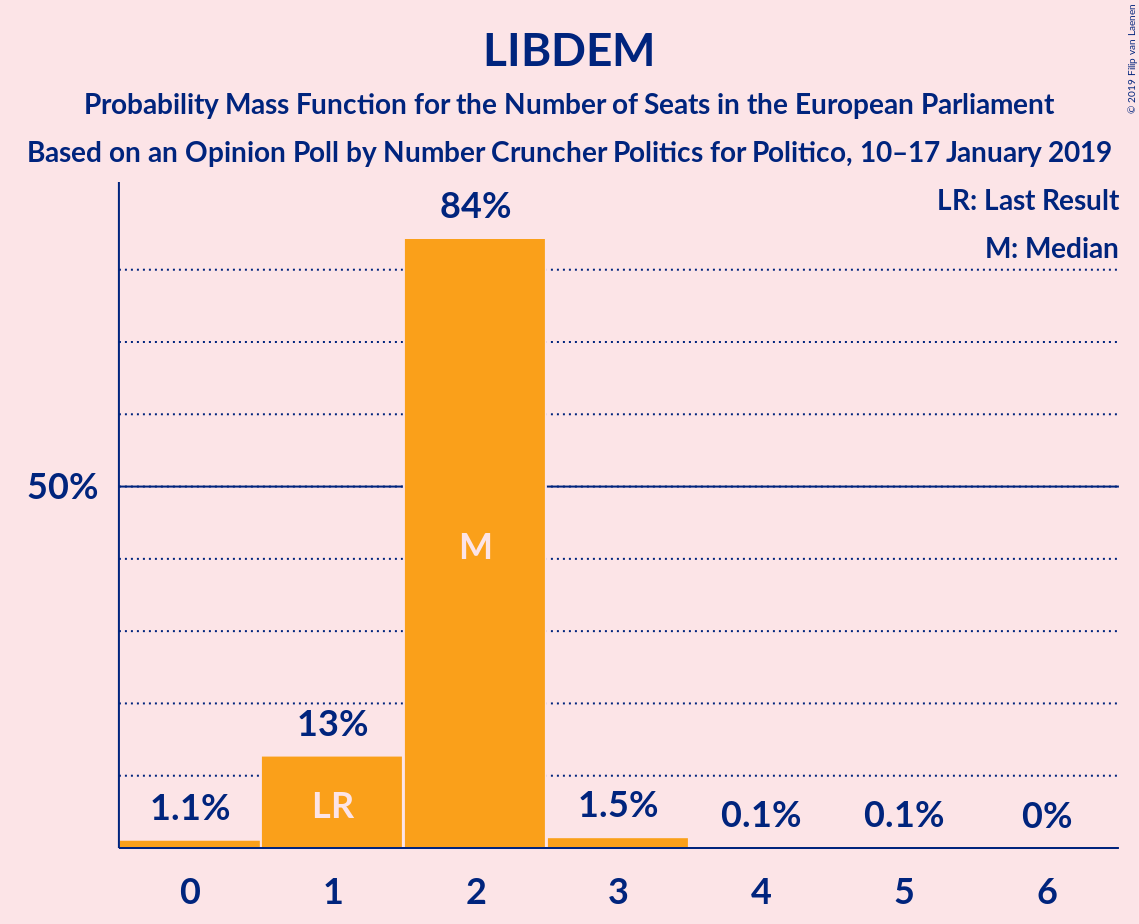 LIBDEM
Probability Mass Function for the Number of Seats in the European Parliament
Based on an Opinion Poll by Number Cruncher Politics for Politico, 10–17 January 2019
© 2019 Filip van Laenen
LR: Last Result
M: Median
84%
50%
M
13%
LR
1.1%
1.5%
0.1%
0.1%
0%
0 1 2 3 4 5 6